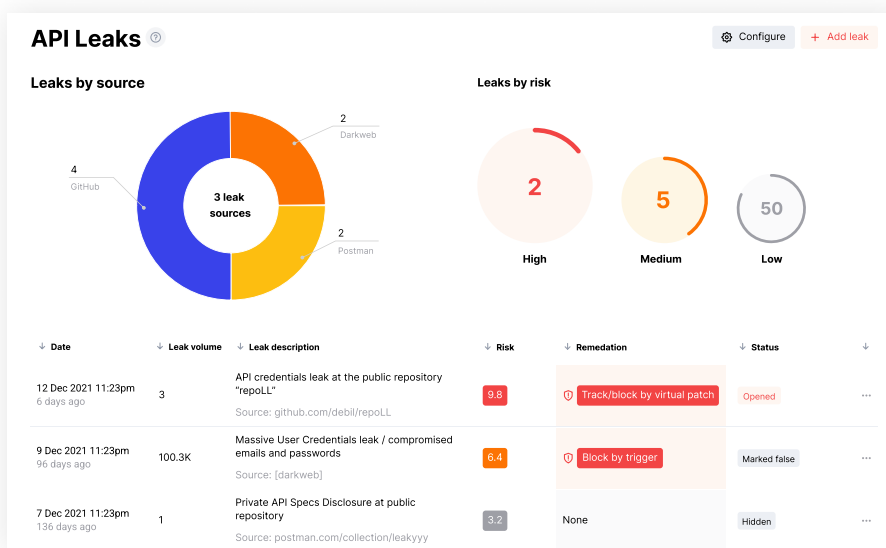 API Leaks
Configure
+ Add leak
Leaks by source
Leaks by risk
2
Darkweb
4
GitHub
3 leak
sources
2
Postman
2
5
50
High
Medium
Low
Date
Leak volume
Leak description
Risk
Remedation
Status
12 Dec 2021 11:23pm
6 days ago
3
API credentials leak at the public repository
"repoLL"
Source: github.com/debil/repoLL
9.8
Track/block by virtual patch
Opened
9 Dec 2021 11:23pm
96 days ago
100.3K
Massive User Credentials leak / compromised
emails and passwords
Source: [darkweb]
6.4
Block by trigger
Marked false
7 Dec 2021 11:23pm
136 days ago
1
Private API Specs Disclosure at public
repository
Source: postman.com/collection/leakyyy
3.2
None
Hidden